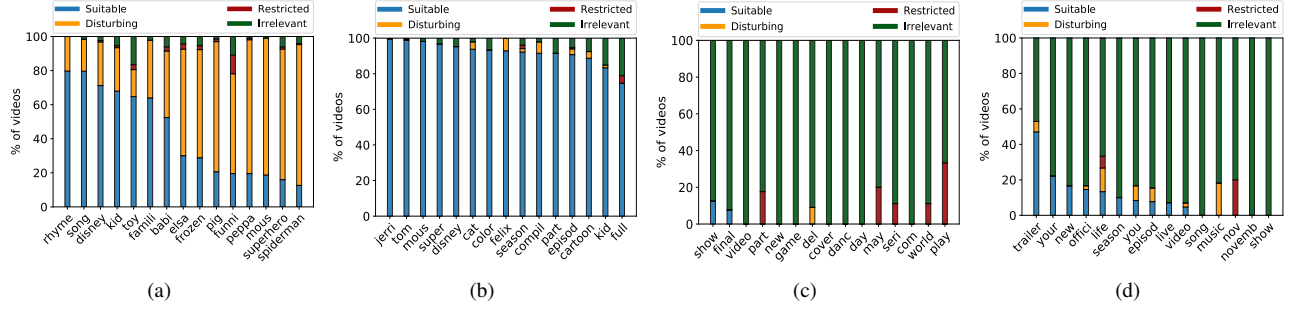 Suitable Restricted
Disturbing Irrelevant
% of videos
100
80
60
40
20
0
rhyme song disney kid toy famili babi elsa frozen pig funni peppa mous superhero spiderman
(a)
Suitable Restricted
Disturbing Irrelevant
% of videos
100
80
60
40
20
0
jerri tom mous super disney cat color felix season compil part episod cartoon kid full
(b)
Suitable Restricted
Disturbing Irrelevant
% of videos
100
80
60
40
20
0
show final video part new game del cover danc day may seri com world play
(c)
Suitable Restricted
Disturbing Irrelevant
% of videos
100
80
60
40
20
0
trailer your new offici life season you episod live video song music nov novemb show
(d)